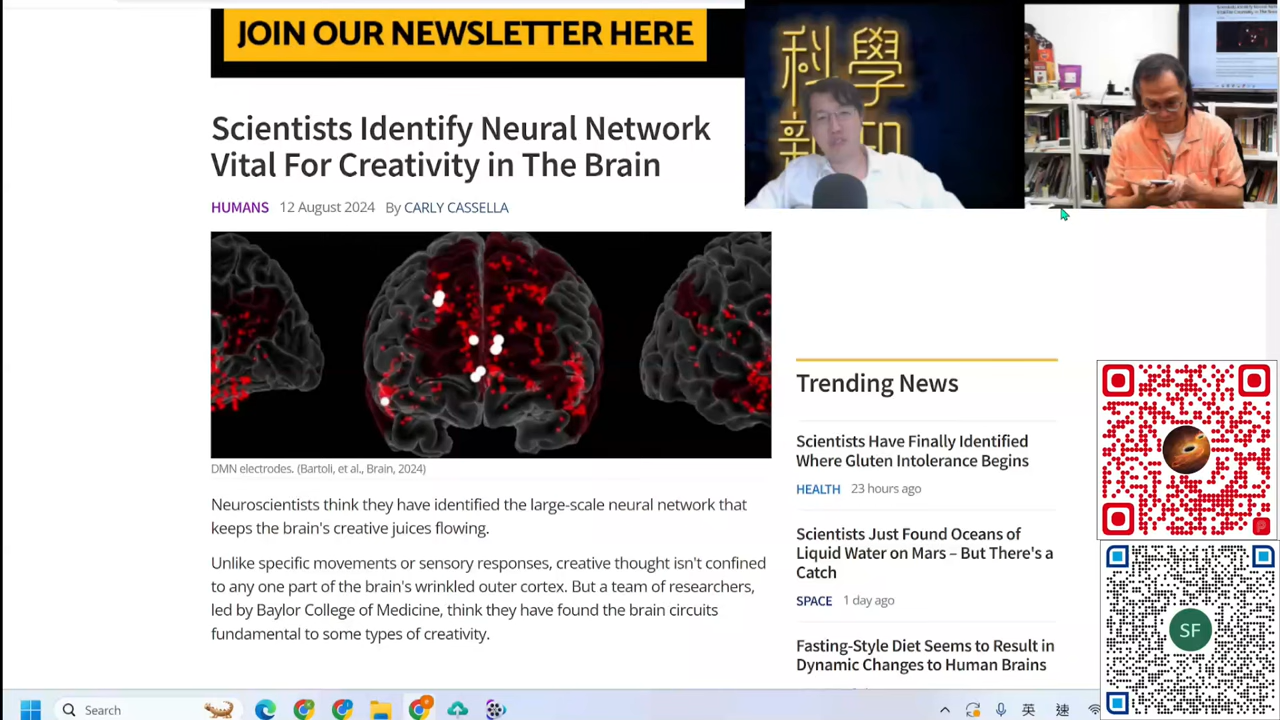 JOIN OUR NEWSLETTER HERE
Scientists Identify Neural Network
Vital For Creativity in The Brain
HUMANS 12 August 2024 By CARLY CASSELLA
DMN electrodes. (Bartoli, et al., Brain, 2024)
Neuroscientists think they have identified the large-scale neural network that
keeps the brain's creative juices flowing.
Unlike specific movements or sensory responses, creative thought isn't confined
to any one part of the brain's wrinkled outer cortex. But a team of researchers,
led by Baylor College of Medicine, think they have found the brain circuits
fundamental to some types of creativity.
科學
新
Trending News
Scientists Have Finally Identified
Where Gluten Intolerance Begins
HEALTH 23 hours ago
Scientists Just Found Oceans of
Liquid Water on Mars – But There's a
Catch
SPACE 1 day ago
Fasting-Style Diet Seems to Result in
Dynamic Changes to Human Brains
SF
Search
英 速